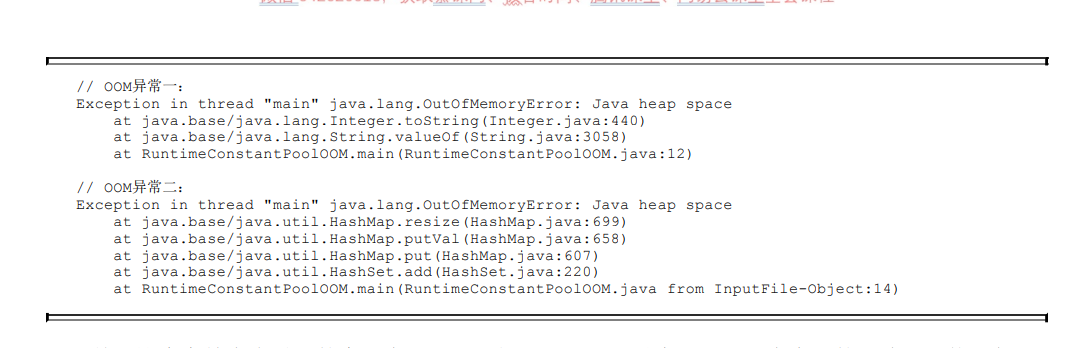 // OOM异常一:
Exception in thread "main" java.lang.OutOfMemoryError: Java heap space
    at java.base/java.lang.Integer.toString(Integer.java:440)
    at java.base/java.lang.String.valueOf(String.java:3058)
    at RuntimeConstantPoolOOM.main(RuntimeConstantPoolOOM.java:12)
// OOM异常二:
Exception in thread "main" java.lang.OutOfMemoryError: Java heap space
    at java.base/java.util.HashMap.resize(HashMap.java:699)
    at java.base/java.util.HashMap.putVal(HashMap.java:658)
    at java.base/java.util.HashMap.put(HashMap.java:607)
    at java.base/java.util.HashSet.add(HashSet.java:220)
    at RuntimeConstantPoolOOM.main(RuntimeConstantPoolOOM.java from InputFile-Object:14)